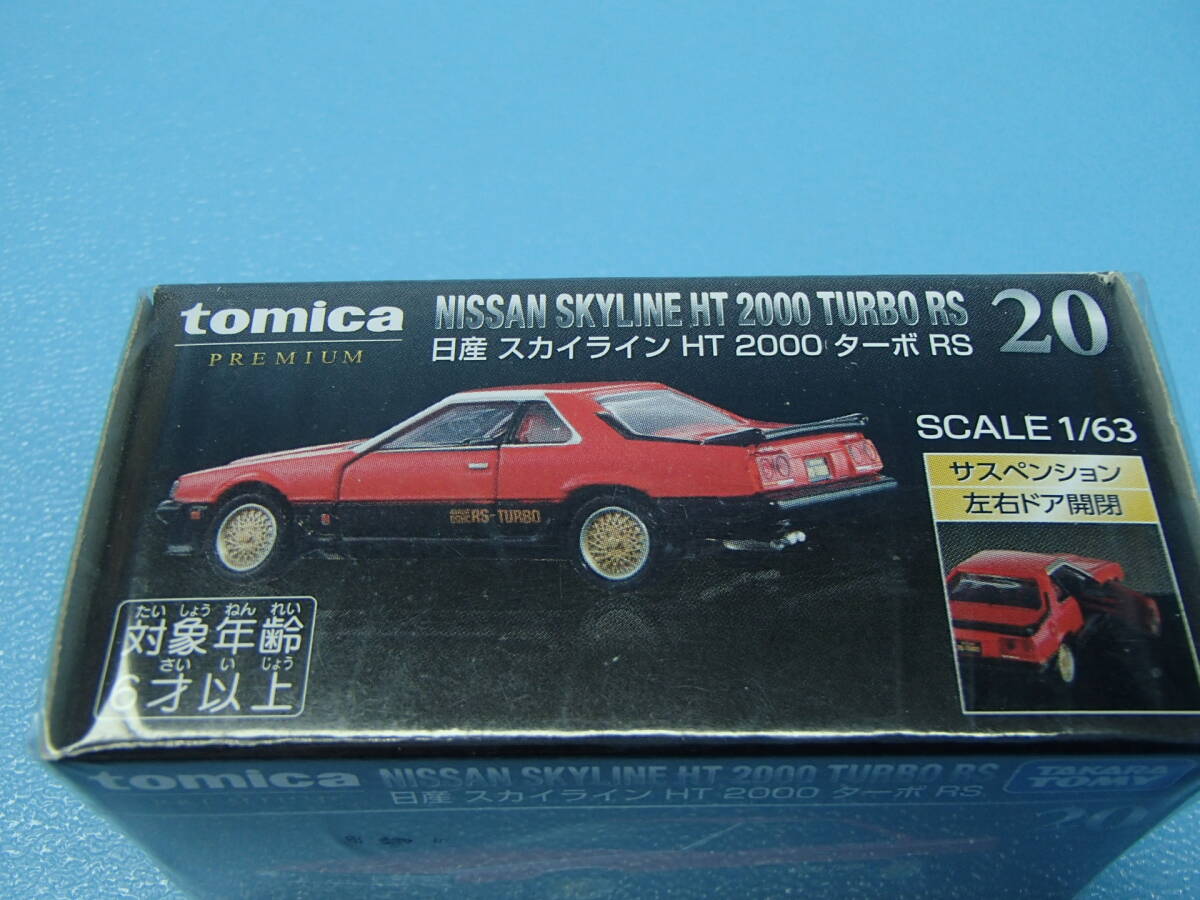 tomica
PREMIUM
NISSAN SKYLINE HT 2000 TURBO RS
日産 スカイライン HT 2000 ターボ RS
20
SCALE 1/63
サスペンション
左右ドア開閉
RS-TURBO
たいしょうねんれい
対象年齢
さいいじょう
6才以上
tomica
NISSAN SKYLINE HT 2000 TURBO RS
日産 スカイライン HT 2000 ターボ RS
TAKARA
TOMY
20